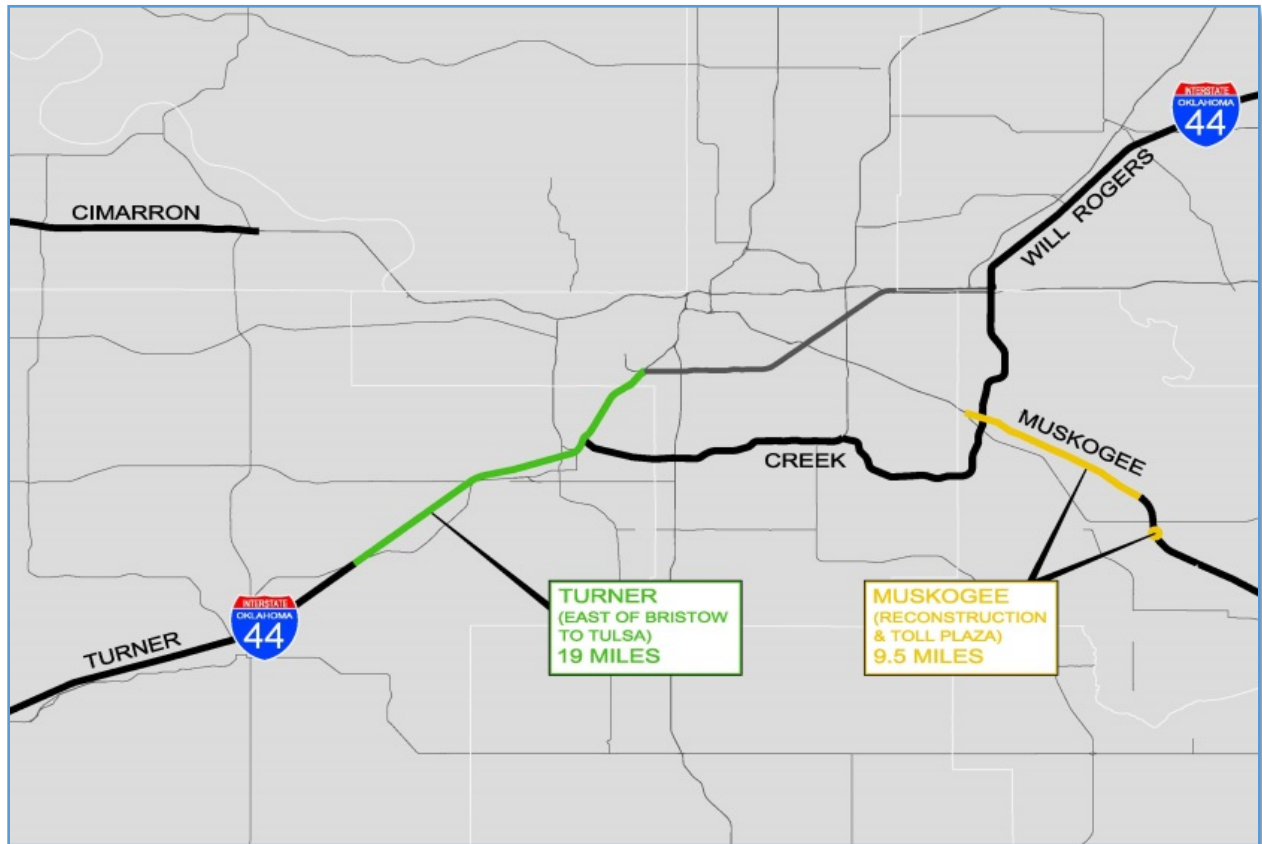 INTERSTATE
OKLAHOMA
44
WILL ROGERS
CIMARRON
MUSKOGEE
CREEK
TURNER
(EAST OF BRISTOW
TO TULSA)
19 MILES
MUSKOGEE
(RECONSTRUCTION
& TOLL PLAZA)
9.5 MILES
INTERSTATE
OKLAHOMA
44
TURNER